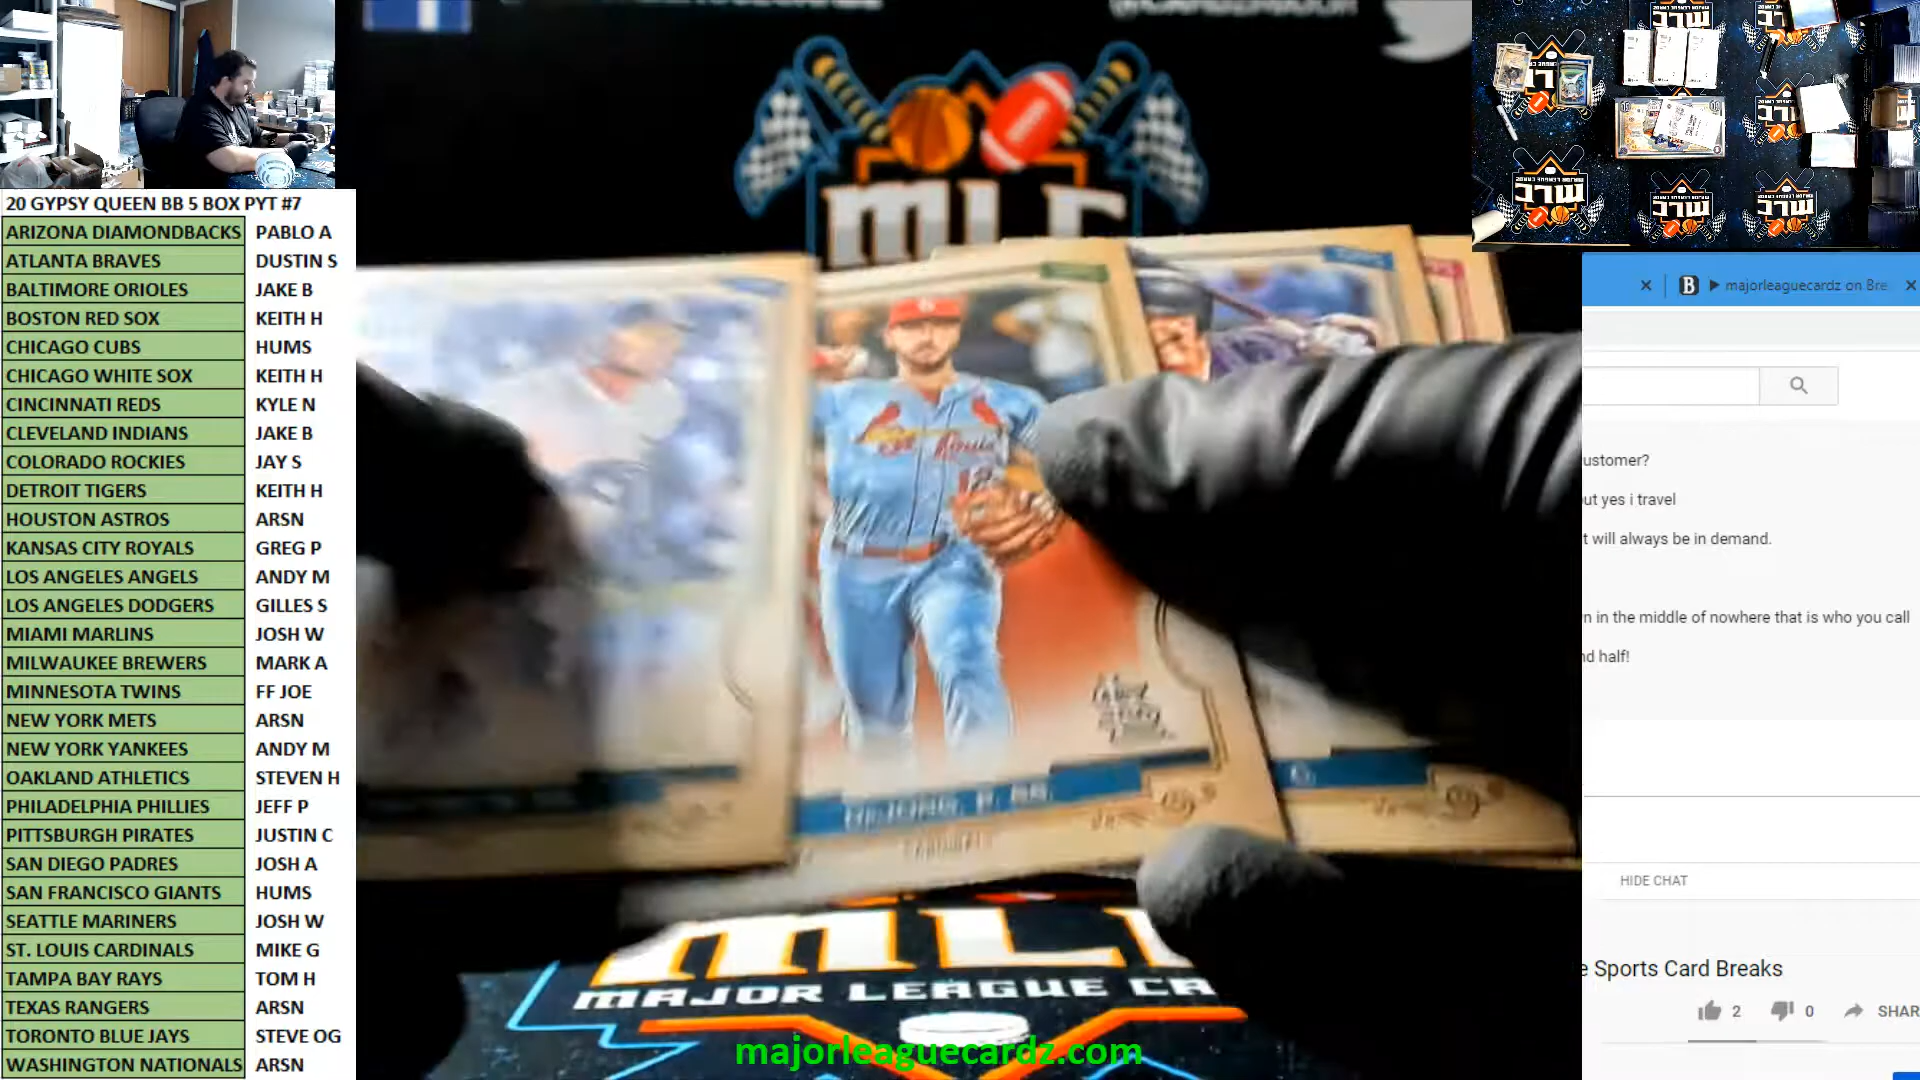 20 GYPSY QUEEN BB 5 BOX PYT #7
ARIZONA DIAMONDBACKS PABLO A
ATLANTA BRAVES DUSTIN S
BALTIMORE ORIOLES JAKE B
BOSTON RED SOX KEITH H
CHICAGO CUBS HUMS
CHICAGO WHITE SOX KEITH H
CINCINNATI REDS KYLE N
CLEVELAND INDIANS JAKE B
COLORADO ROCKIES JAY S
DETROIT TIGERS KEITH H
HOUSTON ASTROS ARSN
KANSAS CITY ROYALS GREG P
LOS ANGELES ANGELS ANDY M
LOS ANGELES DODGERS GILLES S
MIAMI MARLINS JOSH W
MILWAUKEE BREWERS MARK A
MINNESOTA TWINS FF JOE
NEW YORK METS ARSN
NEW YORK YANKEES ANDY M
OAKLAND ATHLETICS STEVEN H
PHILADELPHIA PHILLIES JEFF P
PITTSBURGH PIRATES JUSTIN C
SAN DIEGO PADRES JOSH A
SAN FRANCISCO GIANTS HUMS
SEATTLE MARINERS JOSH W
ST. LOUIS CARDINALS MIKE G
TAMPA BAY RAYS TOM H
TEXAS RANGERS ARSN
TORONTO BLUE JAYS STEVE OG
WASHINGTON NATIONALS ARSN
MLC
MAJOR LEAGUE CA
majorleaguecardz.com
majorleaguecardz on Bre
ustomer?
ut yes i travel
t will always be in demand.
n in the middle of nowhere that is who you call
nd half!
HIDE CHAT
e Sports Card Breaks
2 0 SHAR